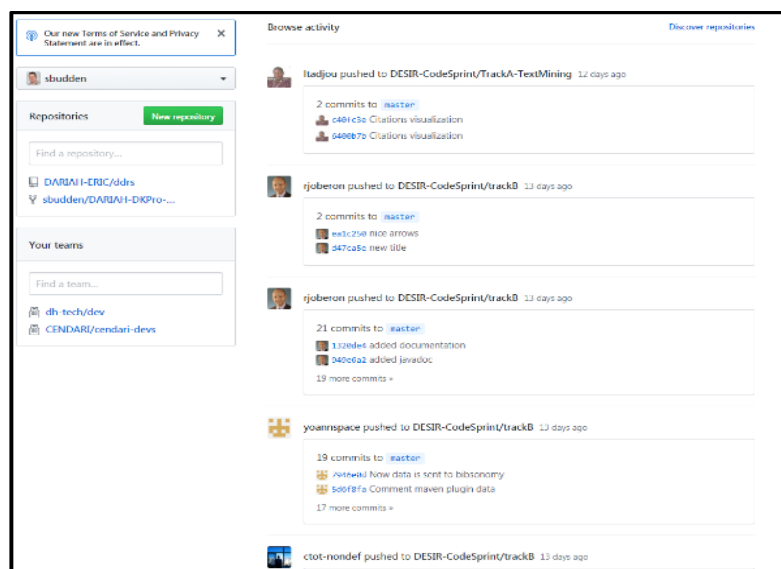 Our new Terms of Service and Privacy
Statement are in effect.
sbudden
Repositories
New repository
Find a repository...
DARIAH-ERIC/ddrs
sbudden/DARIAH-DKPro-...
Your teams
Find a team...
dh-tech/dev
CENDARI/cendari-devs
Browse activity
Discover repositories
ltadjou pushed to DESIR-CodeSprint/TrackA-TextMining 12 days ago
2 commits to master
c40fc3e Citations visualization
6400b7b Citations visualization
rjoberon pushed to DESIR-CodeSprint/trackB 13 days ago
2 commits to master
ea1c250 nice arrows
d47ca5e new title
rjoberon pushed to DESIR-CodeSprint/trackB 13 days ago
21 commits to master
1320de4 added documentation
940e6a2 added javadoc
19 more commits »
yoannspace pushed to DESIR-CodeSprint/trackB 13 days ago
19 commits to master
Now data is sent to bibsonomy
5d0f8fa Comment maven plugin data
17 more commits »
ctot-nondef pushed to DESIR-CodeSprint/trackB 13 days ago